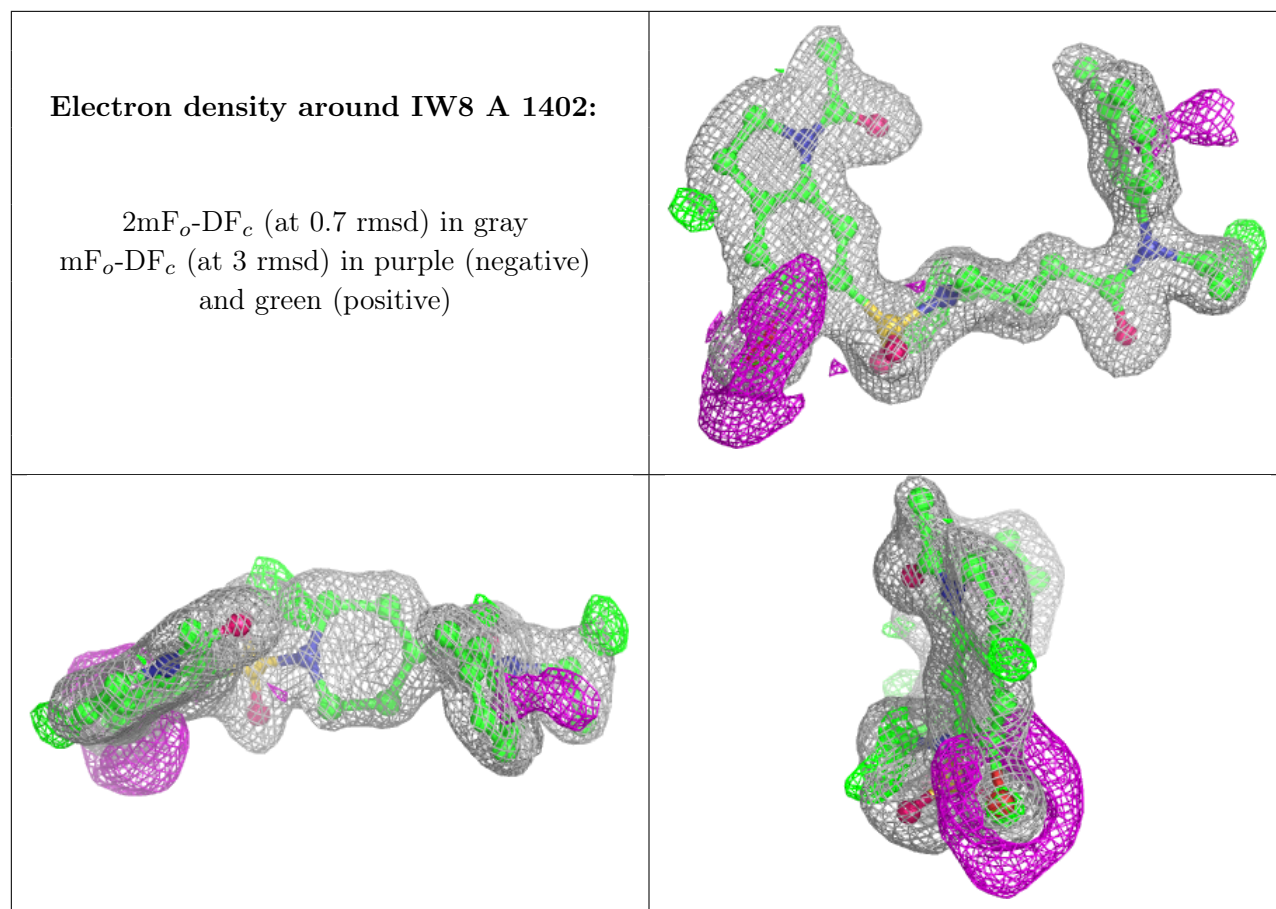 Electron density around IW8 A 1402:
2mFo-DFc (at 0.7 rmsd) in gray
mFo-DFc (at 3 rmsd) in purple (negative)
and green (positive)